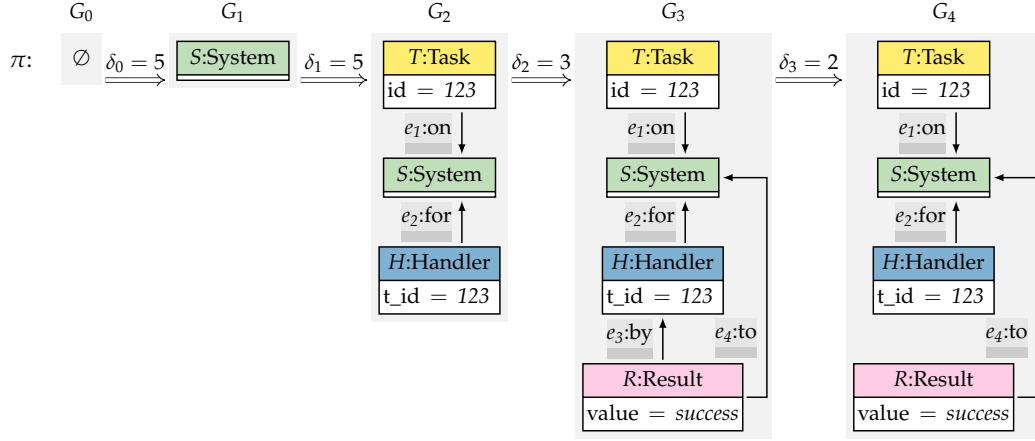 G0 G1 G2 G3 G4
π: ∅ δ0 = 5 S:System δ1 = 5 T:Task δ2 = 3 T:Task δ3 = 2 T:Task
id = 123 id = 123 id = 123
e1:on e1:on e1:on
S:System S:System S:System
e2:for e2:for e2:for
H:Handler H:Handler H:Handler
t_id = 123 t_id = 123 t_id = 123
e3:by e4:to e4:to
R:Result R:Result
value = success value = success